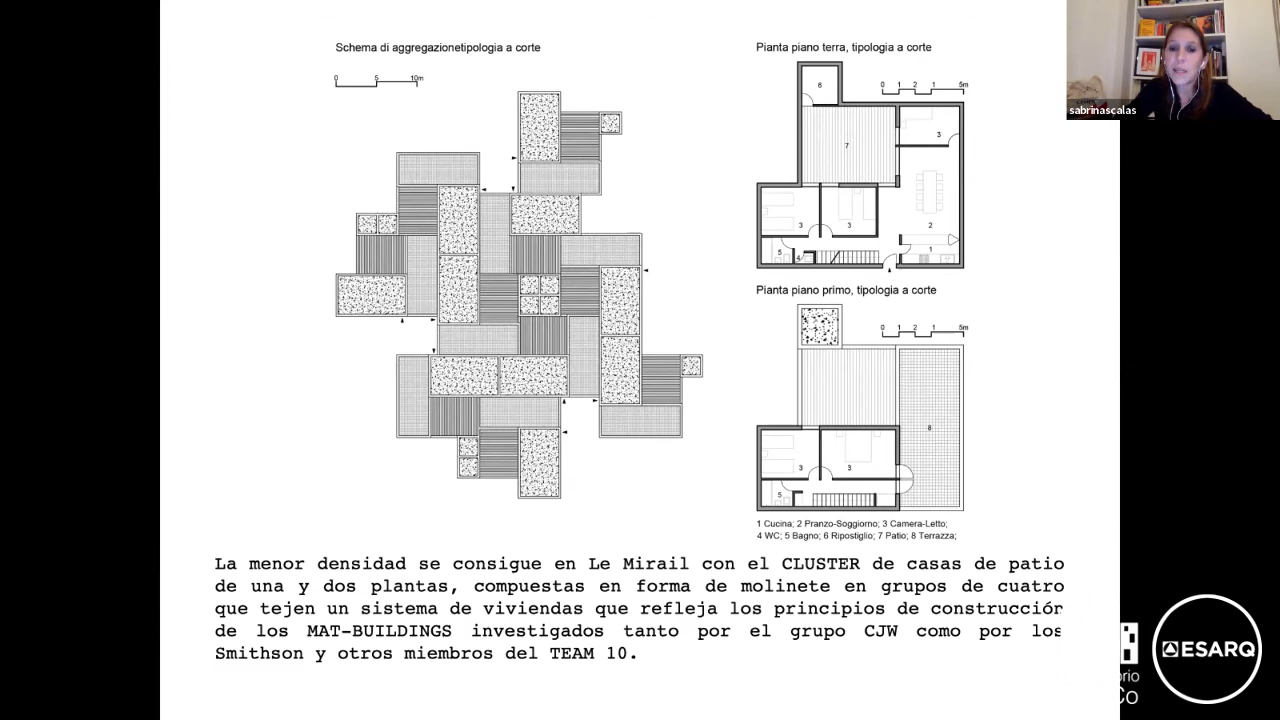 Schema di aggregazionetipologia a corte
0 5 10m
Pianta piano terra, tipologia a corte
0 1 2 1 5m
6
3
7
3
3
2
5
4
1
Pianta piano primo, tipologia a corte
0 1 2 1 5m
8
3
3
5
1 Cucina; 2 Pranzo-Soggiorno; 3 Camera-Letto;
4 WC; 5 Bagno; 6 Ripostiglio; 7 Patio; 8 Terrazza;
La menor densidad se consigue en Le Mirail con el CLUSTER de casas de patio
de una y dos plantas, compuestas en forma de molinete en grupos de cuatro
que tejen un sistema de viviendas que refleja los principios de construcción
de los MAT-BUILDINGS investigados tanto por el grupo CJW como por los
Smithson y otros miembros del TEAM 10.
sabrinascalas
ESARQ